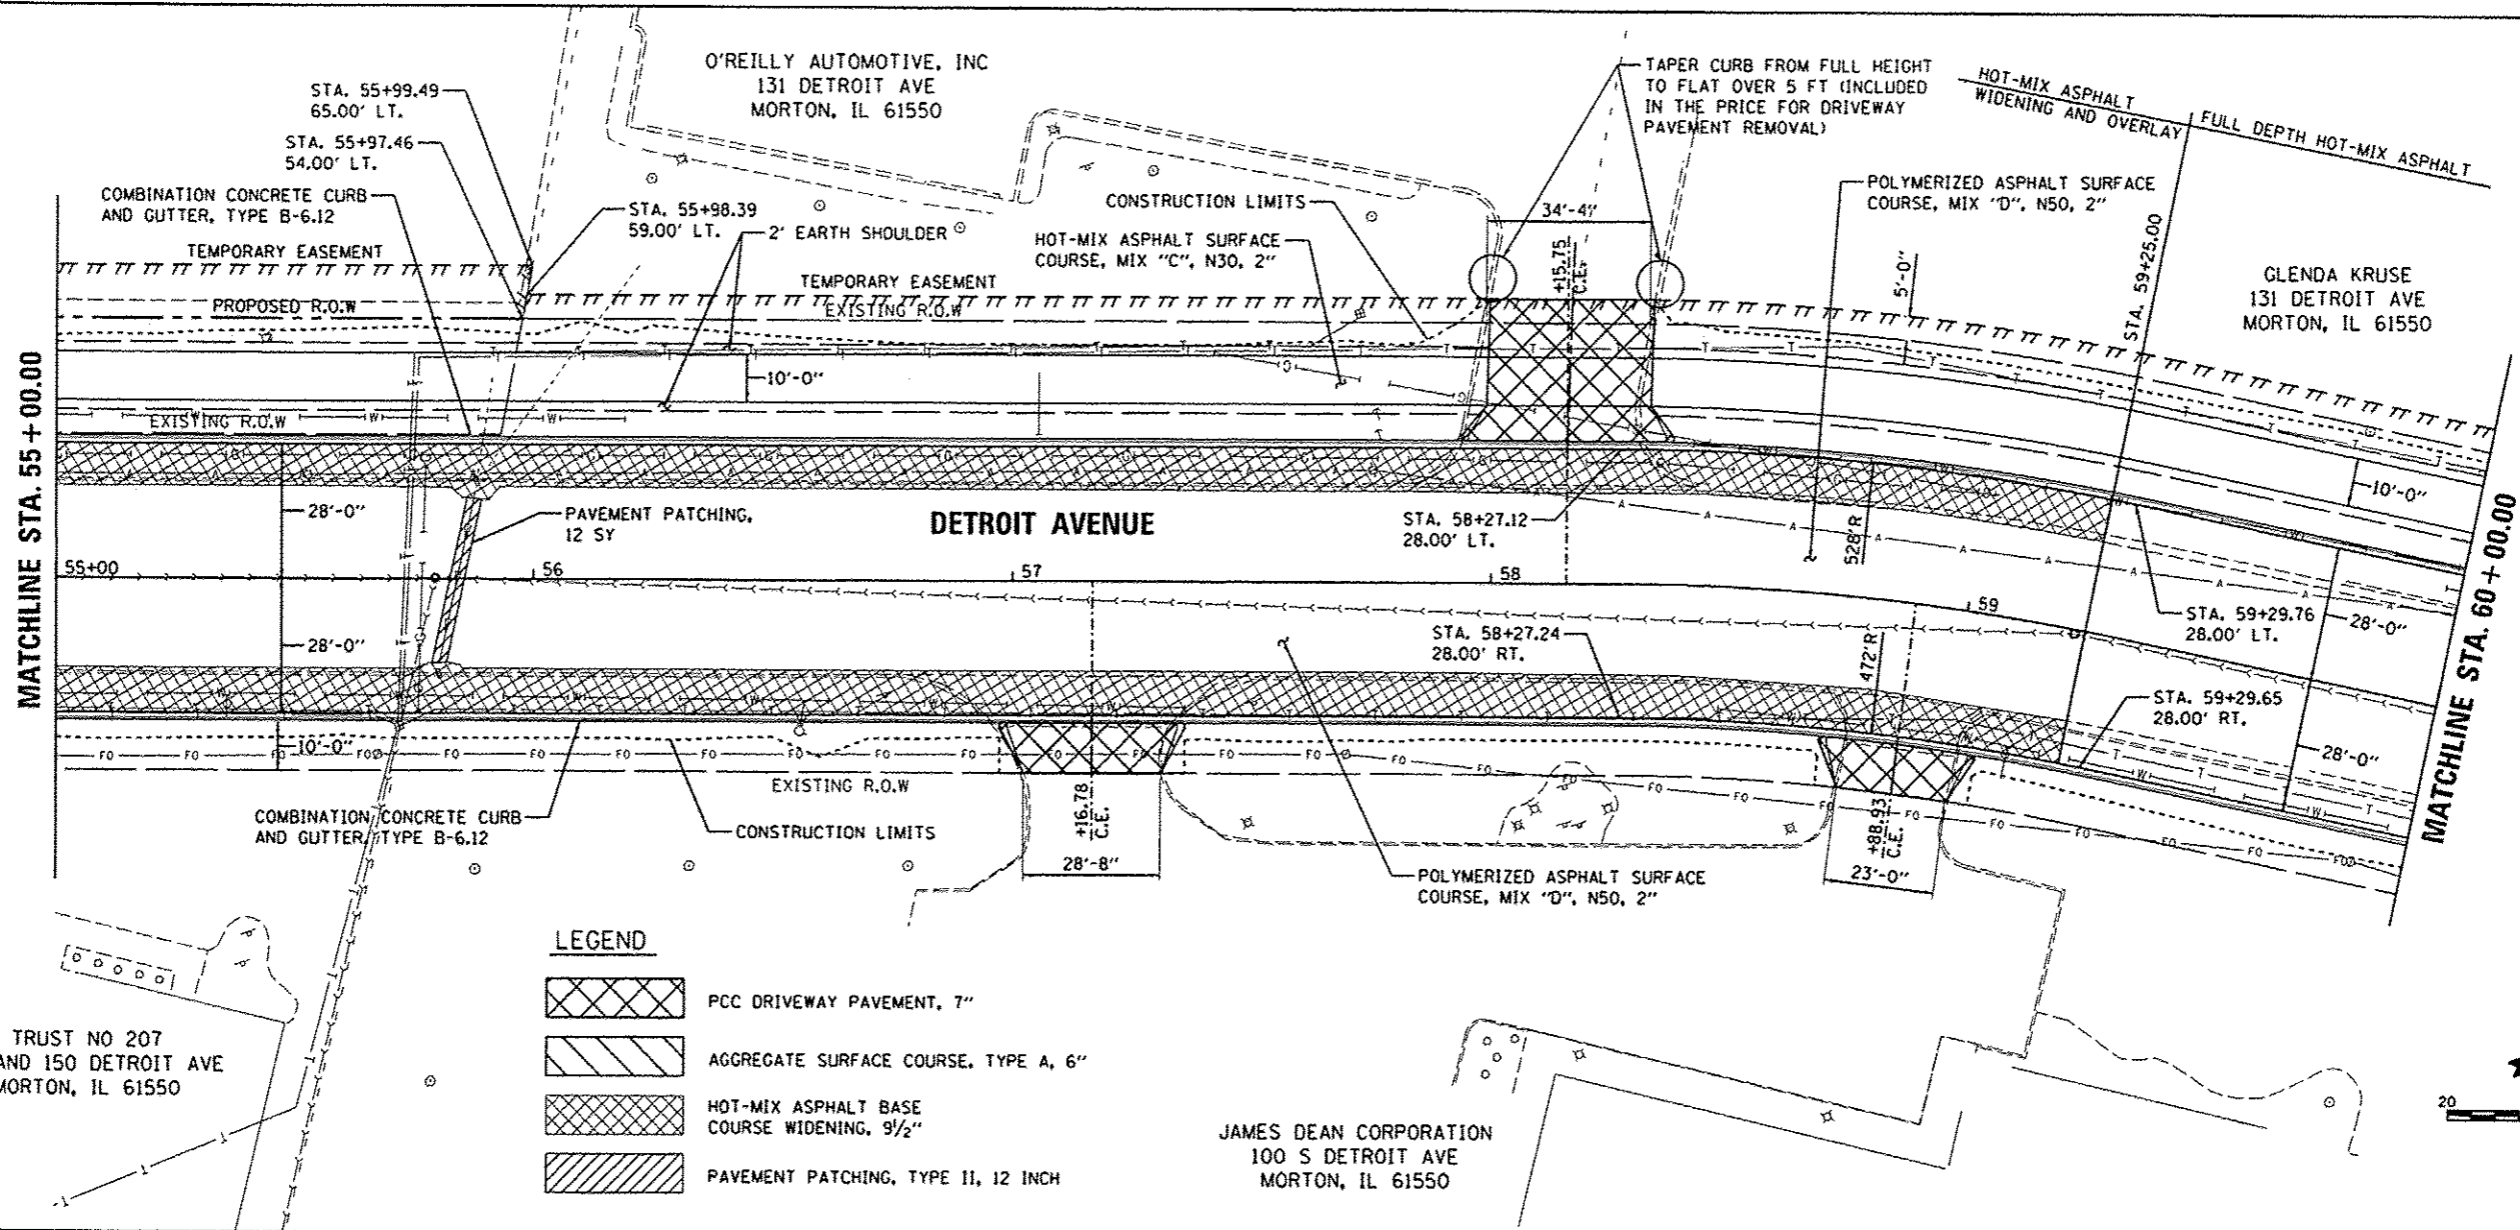 O'REILLY AUTOMOTIVE, INC
131 DETROIT AVE
MORTON, IL 61550
STA. 55+99.49
65.00' LT.
STA. 55+97.46
54.00' LT.
COMBINATION CONCRETE CURB
AND GUTTER, TYPE B-6.12
TEMPORARY EASEMENT
PROPOSED R.O.W
STA. 55+98.39
59.00' LT.
2' EARTH SHOULDER
TEMPORARY EASEMENT
EXISTING R.O.W
CONSTRUCTION LIMITS
HOT-MIX ASPHALT SURFACE
COURSE, MIX "C", N30, 2"
34'-4"
+15.75
C.E.
TAPER CURB FROM FULL HEIGHT
TO FLAT OVER 5 FT (INCLUDED
IN THE PRICE FOR DRIVEWAY
PAVEMENT REMOVAL)
HOT-MIX ASPHALT
WIDENING AND OVERLAY
FULL DEPTH HOT-MIX ASPHALT
POLYMERIZED ASPHALT SURFACE
COURSE, MIX "D", N50, 2"
5'-0"
STA. 59+25.00
GLENDA KRUSE
131 DETROIT AVE
MORTON, IL 61550
MATCHLINE STA. 55+00.00
EXISTING R.O.W
10'-0"
10'-0"
28'-0"
PAVEMENT PATCHING,
12 SY
DETROIT AVENUE
STA. 58+27.12
28.00' LT.
528'R
55+00
56
57
58
59
STA. 59+29.76
28.00' LT.
28'-0"
MATCHLINE STA. 60+00.00
28'-0"
STA. 58+27.24
28.00' RT.
472'R
STA. 59+29.65
28.00' RT.
28'-0"
10'-0"
FO
EXISTING R.O.W
COMBINATION CONCRETE CURB
AND GUTTER, TYPE B-6.12
CONSTRUCTION LIMITS
+16.78
C.E.
28'-8"
+88.93
C.E.
23'-0"
POLYMERIZED ASPHALT SURFACE
COURSE, MIX "D", N50, 2"
LEGEND
PCC DRIVEWAY PAVEMENT, 7"
AGGREGATE SURFACE COURSE, TYPE A, 6"
HOT-MIX ASPHALT BASE
COURSE WIDENING, 9½"
PAVEMENT PATCHING, TYPE II, 12 INCH
TRUST NO 207
AND 150 DETROIT AVE
MORTON, IL 61550
JAMES DEAN CORPORATION
100 S DETROIT AVE
MORTON, IL 61550
20